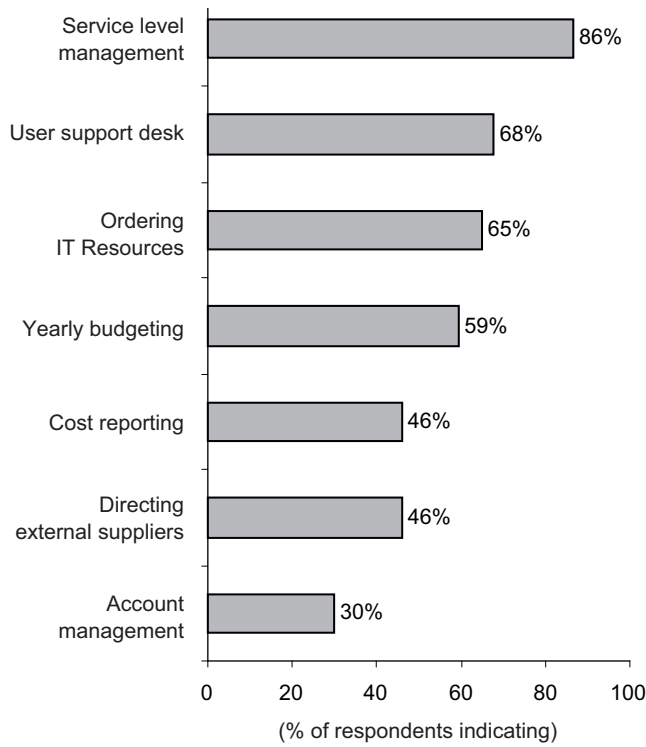 Service level
management
86%
User support desk
68%
Ordering
IT Resources
65%
Yearly budgeting
59%
Cost reporting
46%
Directing
external suppliers
46%
Account
management
30%
0 20 40 60 80 100
(% of respondents indicating)